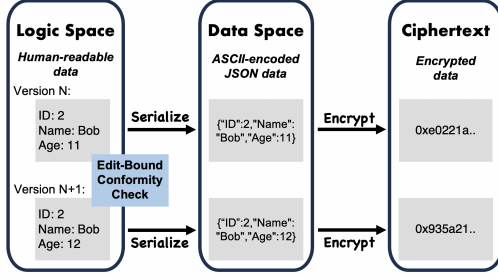 Logic Space
Human-readable
data
Version N:
ID: 2
Name: Bob
Age: 11
Edit-Bound
Conformity
Check
Version N+1:
ID: 2
Name: Bob
Age: 12
Serialize
Serialize
Data Space
ASCII-encoded
JSON data
{"ID":2,"Name":
"Bob","Age":11}
{"ID":2,"Name":
"Bob","Age":12}
Encrypt
Encrypt
Ciphertext
Encrypted
data
0xe0221a..
0x935a21..